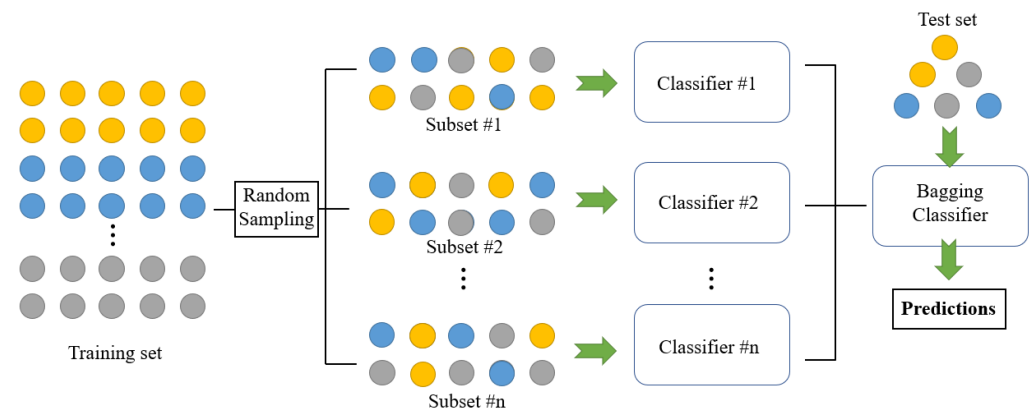 Training set
Random
Sampling
Subset #1
Subset #2
Subset #n
Classifier #1
Classifier #2
Classifier #n
Test set
Bagging
Classifier
Predictions